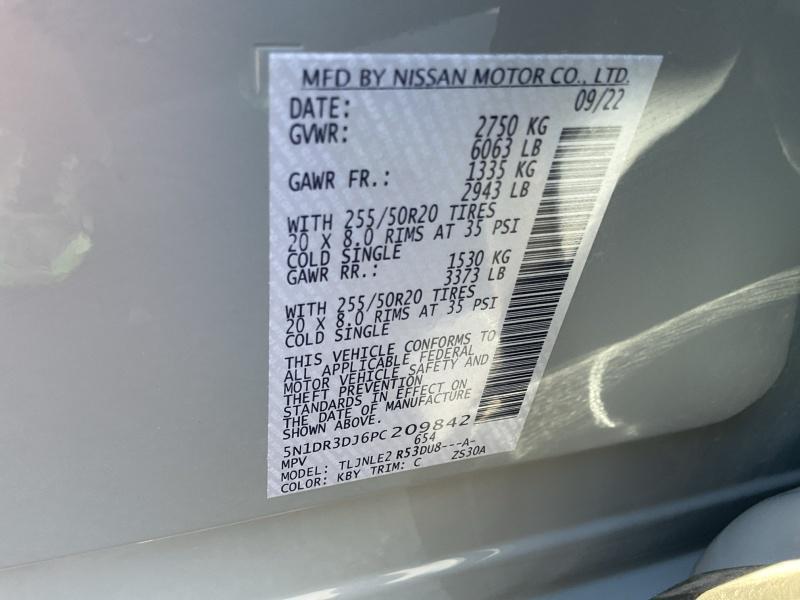 MFD BY NISSAN MOTOR CO., LTD.
DATE: 09/22
GVWR: 2750 KG
6063 LB
GAWR FR.: 1335 KG
2943 LB
WITH 255/50R20 TIRES
20 X 8.0 RIMS AT 35 PSI
COLD SINGLE
GAWR RR.: 1530 KG
3373 LB
WITH 255/50R20 TIRES
20 X 8.0 RIMS AT 35 PSI
COLD SINGLE
THIS VEHICLE CONFORMS TO
ALL APPLICABLE FEDERAL
MOTOR VEHICLE SAFETY AND
THEFT PREVENTION
STANDARDS IN EFFECT ON
THE DATE OF MANUFACTURE
SHOWN ABOVE.
5N1DR3DJ6PC209842
MPV 654
MODEL: TLJNLE2 R53DU8---A-
COLOR: KBY TRIM: C ZS30A